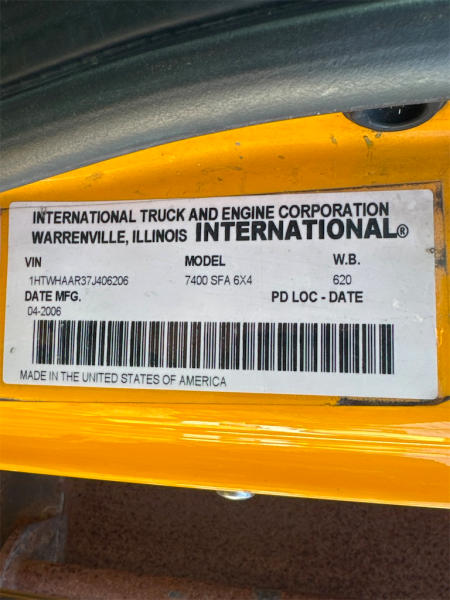 INTERNATIONAL TRUCK AND ENGINE CORPORATION
WARRENVILLE, ILLINOIS INTERNATIONAL®
VIN MODEL W.B.
1HTWHAAR37J406206 7400 SFA 6X4 620
DATE MFG. PD LOC - DATE
04-2006
MADE IN THE UNITED STATES OF AMERICA